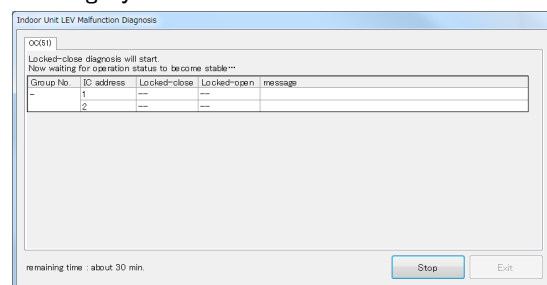 Indoor Unit LEV Malfunction Diagnosis
OC(51)
Locked-close diagnosis will start.
Now waiting for operation status to become stable…
Group No. IC address Locked-close Locked-open message
- 1 -- --
2 -- --
remaining time : about 30 min.
Stop Exit